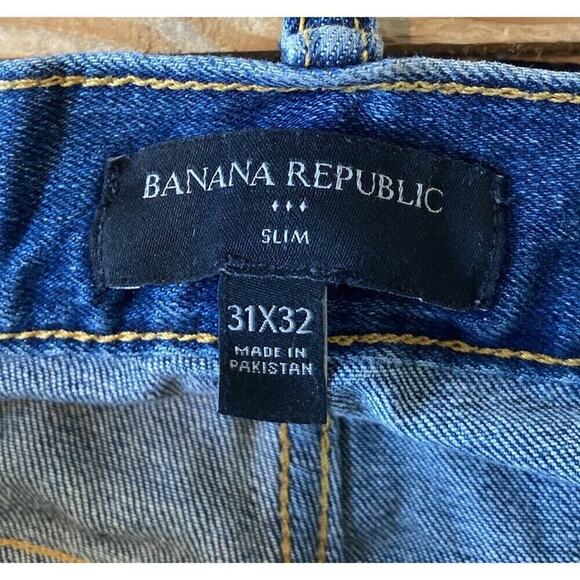 BANANA REPUBLIC
SLIM
31X32
MADE IN
PAKISTAN